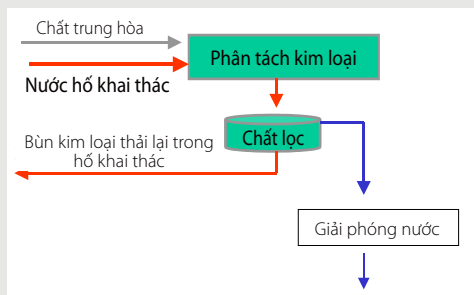 Chất trung hòa
Phân tách kim loại
Nước hố khai thác
Bùn kim loại thải lại trong
hố khai thác
Chất lọc
Giải phóng nước